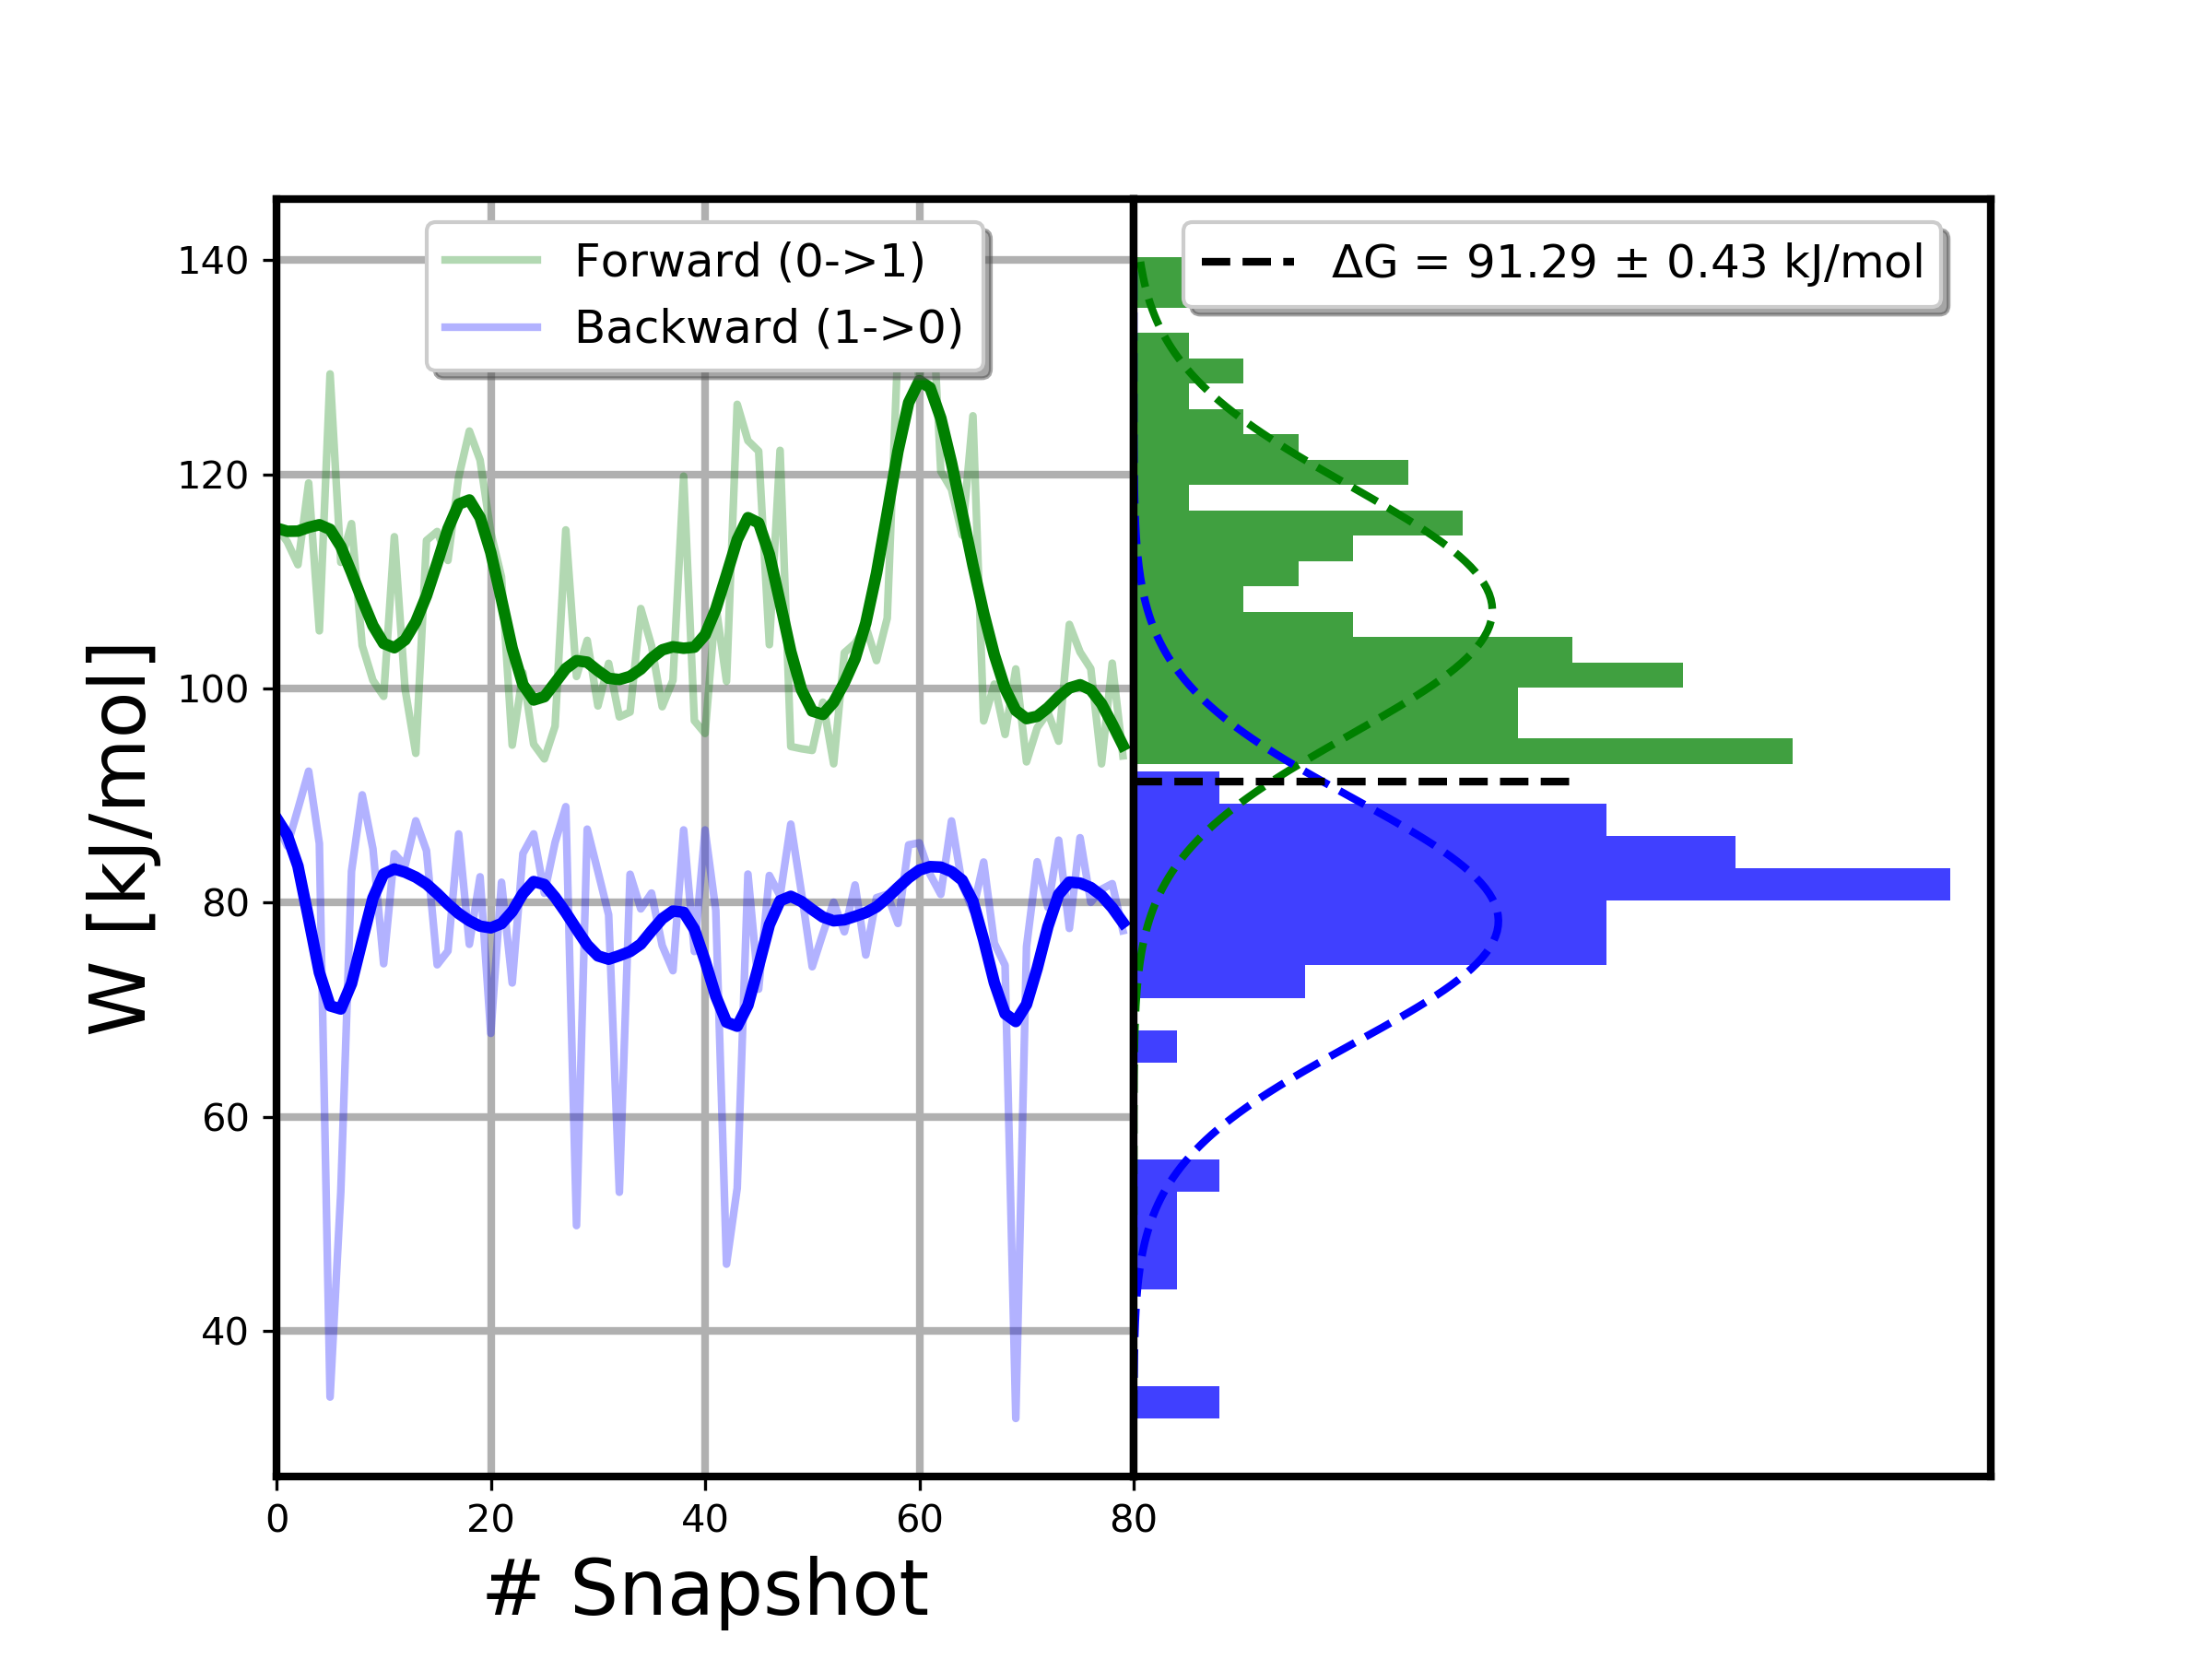 Forward (0->1)
Backward (1->0)
ΔG = 91.29 ± 0.43 kJ/mol
W [kJ/mol]
140
120
100
80
60
40
0
20
40
60
80
# Snapshot